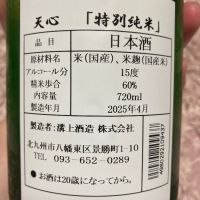 天心 「特別純米」
品目 日本酒
原材料名 米（国産）、米麹（国産米）
アルコール分 15度
精米歩合 60%
内容量 720ml
製造年月 2025年4月
製造者：溝上酒造 株式会社
北九州市八幡東区景勝町1-10
TEL 093-652-0289
●お酒は20歳になってから。